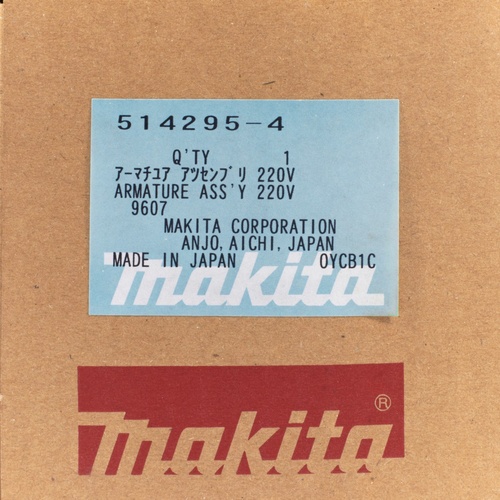 514295-4
Q'TY 1
アーマチユア アツセンブリ 220V
ARMATURE ASS'Y 220V
9607
MAKITA CORPORATION
ANJO, AICHI, JAPAN
MADE IN JAPAN OYCB1C
makita
®
makita